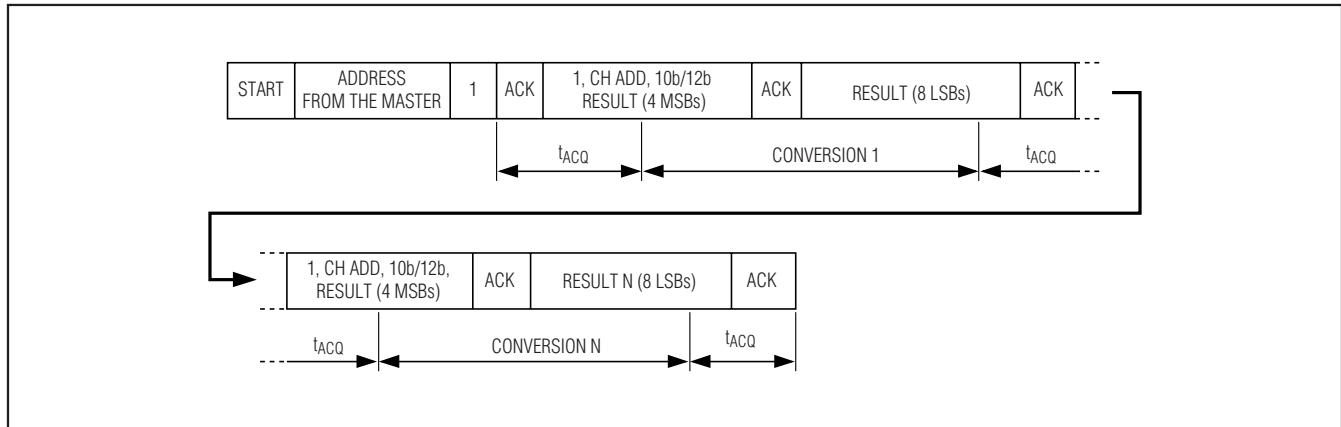 START
ADDRESS
FROM THE MASTER
1
ACK
1, CH ADD, 10b/12b
RESULT (4 MSBs)
ACK
RESULT (8 LSBs)
ACK
tACQ
CONVERSION 1
tACQ
1, CH ADD, 10b/12b,
RESULT (4 MSBs)
ACK
RESULT N (8 LSBs)
ACK
tACQ
CONVERSION N
tACQ